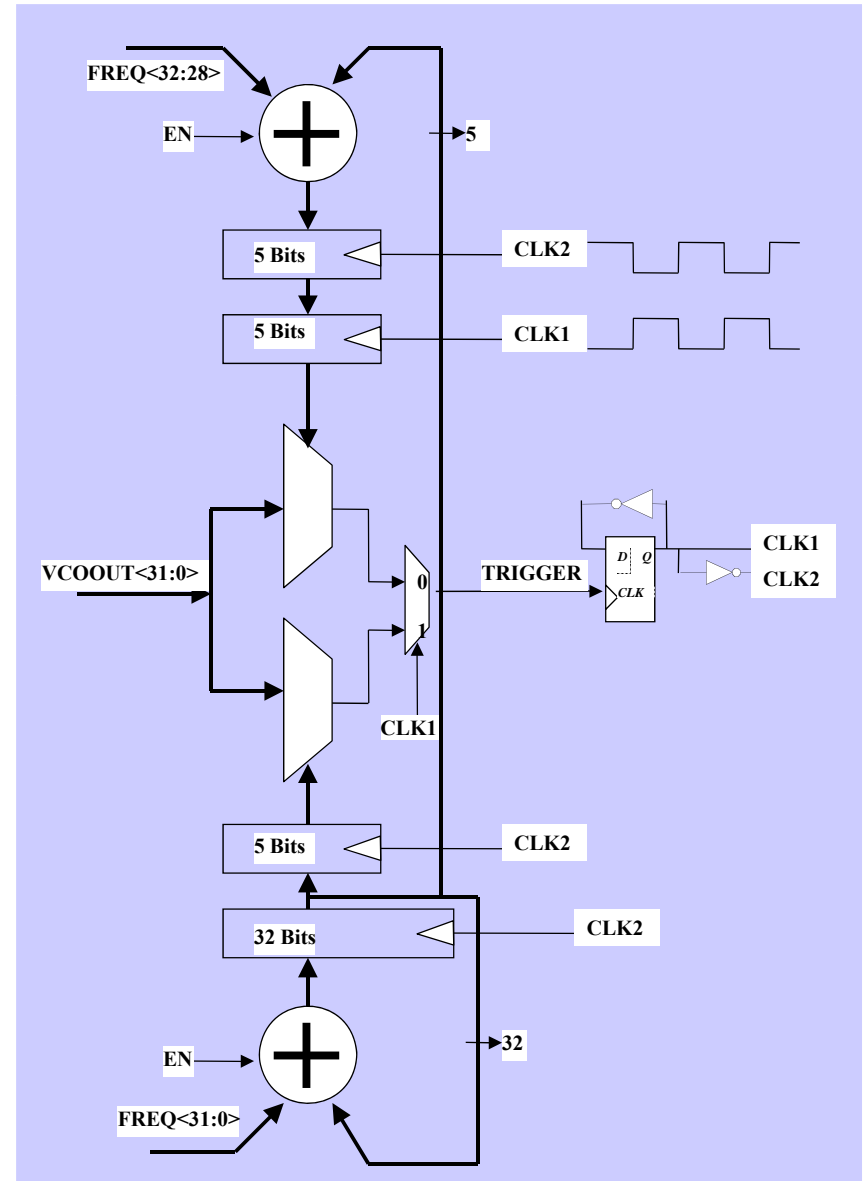 FREQ<32:28>
EN
5
5 Bits
CLK2
5 Bits
CLK1
VCOOUT<31:0>
0
1
CLK1
TRIGGER
D
Q
CLK
CLK1
CLK2
5 Bits
CLK2
32 Bits
CLK2
EN
32
FREQ<31:0>